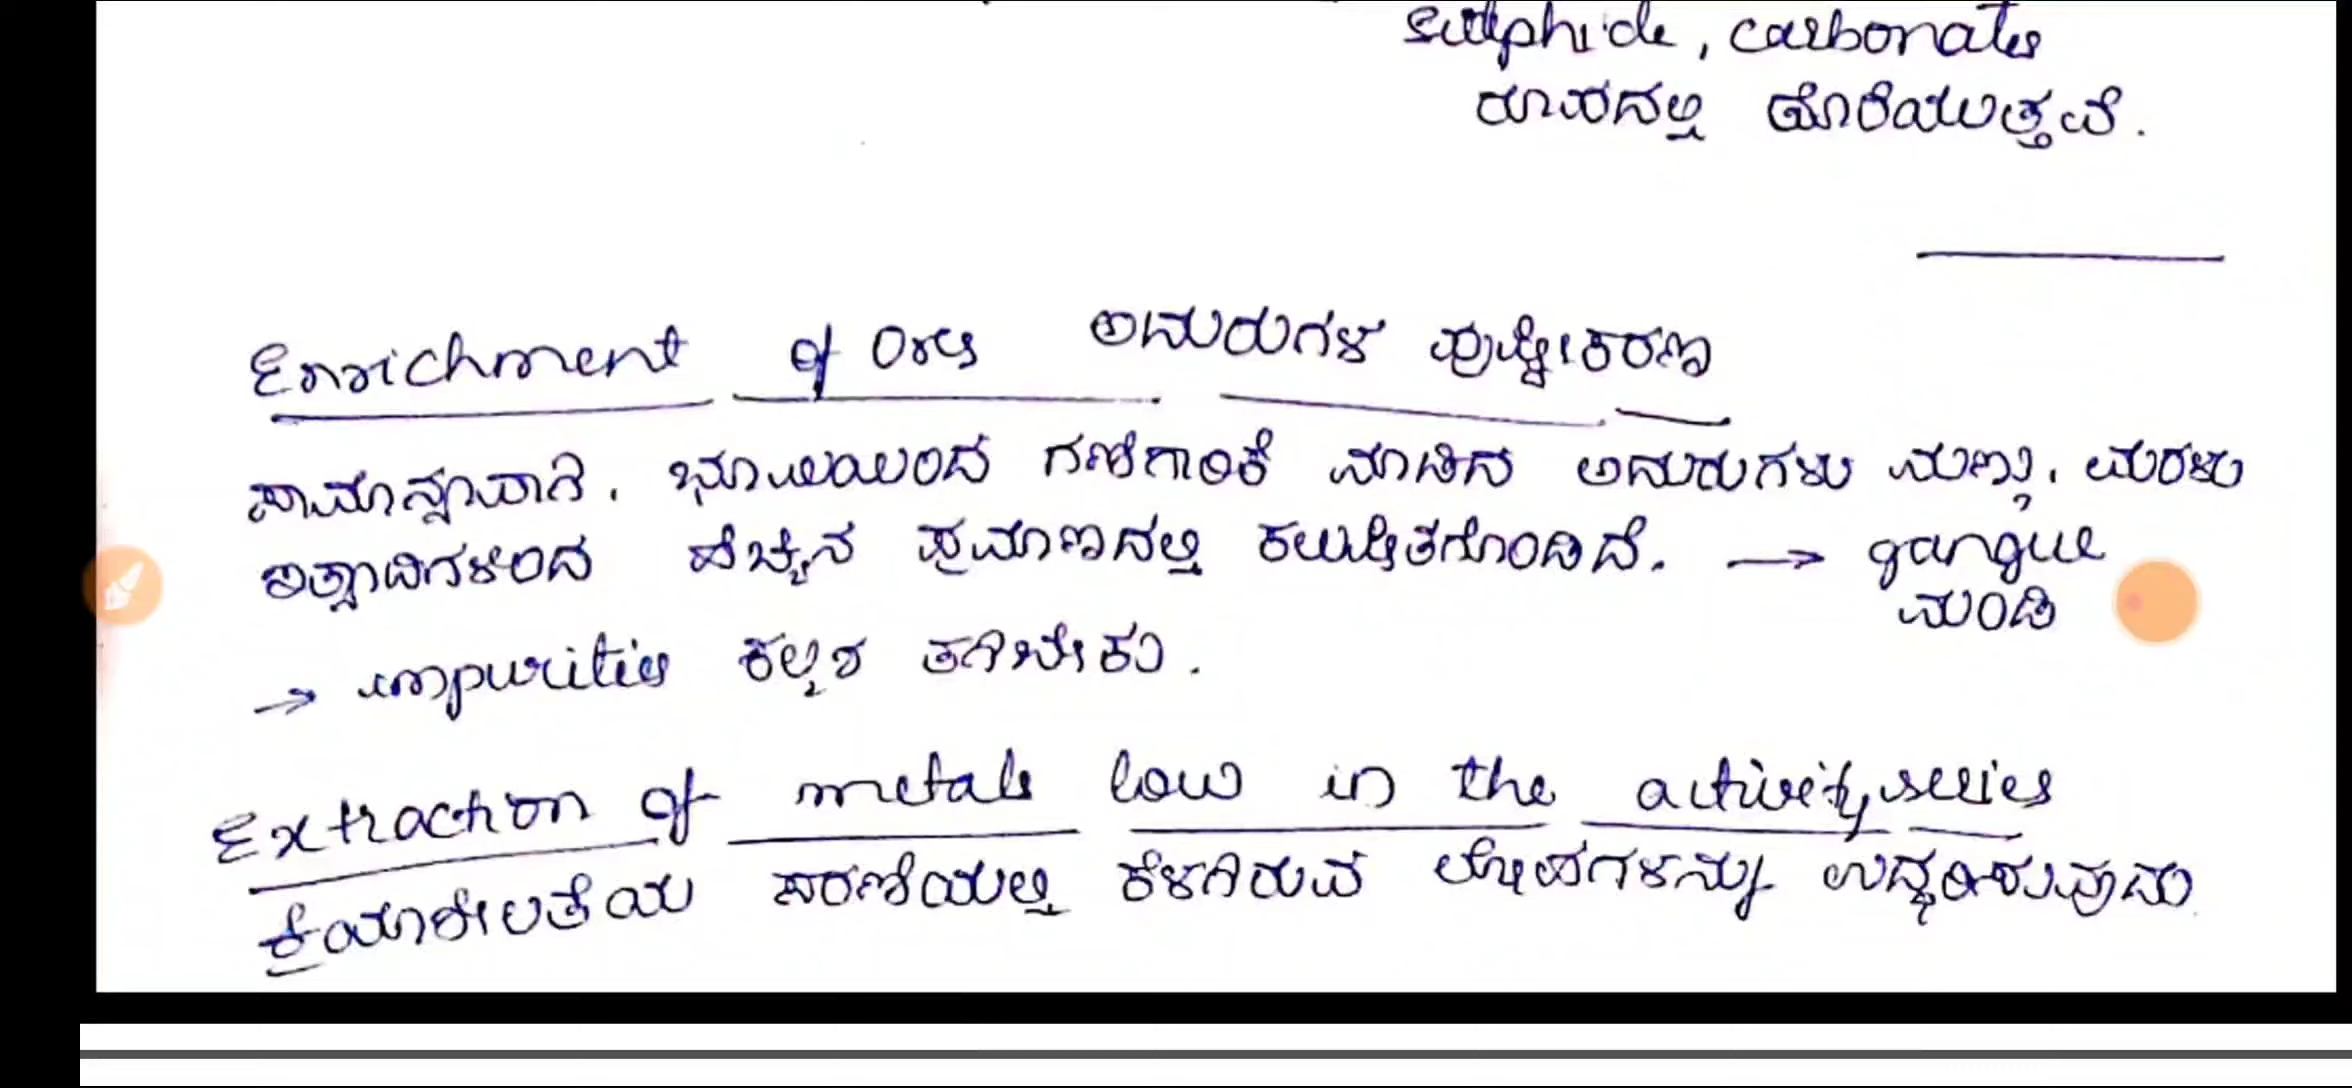 sulphide, carbonates
ರೂಪದಲ್ಲಿ ದೊರೆಯುತ್ತವೆ.
Enrichment of Ores ಅದುರುಗಳ ಪುಷ್ಟೀಕರಣ
ಸಾಮಾನ್ಯವಾಗಿ, ಭೂಮಿಯಿಂದ ಗಣಿಗಾರಿಕೆ ಮಾಡಿದ ಅದುರುಗಳು ಮಣ್ಣು, ಮರಳು
ಇತ್ಯಾದಿಗಳಿಂದ ಹೆಚ್ಚಿನ ಪ್ರಮಾಣದಲ್ಲಿ ಕಲುಷಿತಗೊಂಡಿದೆ. → gangue
ಮಂಡಿ
→ impurities ಕಲ್ಮಶ ತೆಗಿಬೇಕು.
Extraction of metals low in the activity series
ಕ್ರಿಯಾಶೀಲತೆಯ ಸರಣಿಯಲ್ಲಿ ಕೆಳಗಿರುವ ಲೋಹಗಳನ್ನು ಉದ್ಧರಿಸುವುದು